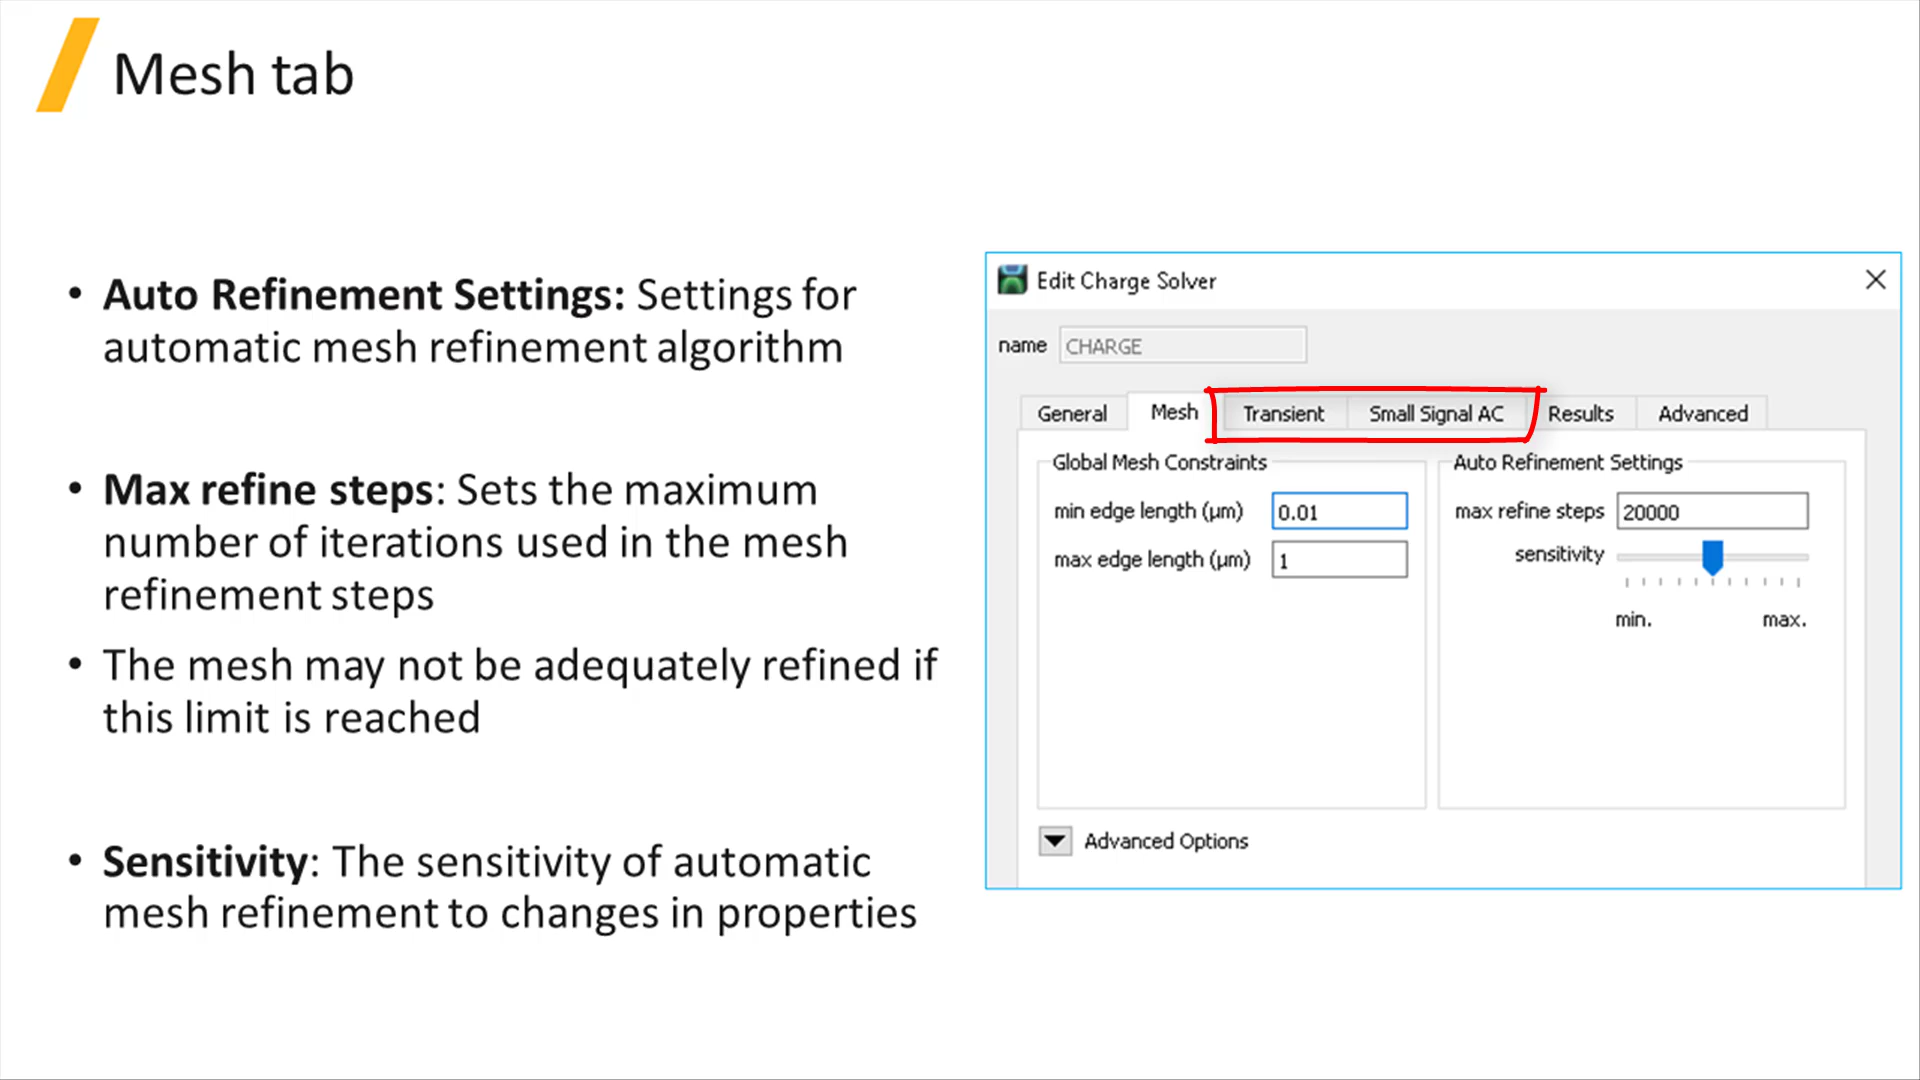 Mesh tab
• Auto Refinement Settings: Settings for
automatic mesh refinement algorithm
• Max refine steps: Sets the maximum
number of iterations used in the mesh
refinement steps
• The mesh may not be adequately refined if
this limit is reached
• Sensitivity: The sensitivity of automatic
mesh refinement to changes in properties
Edit Charge Solver
name CHARGE
General Mesh Transient Small Signal AC Results Advanced
Global Mesh Constraints
min edge length (µm) 0.01
max edge length (µm) 1
Auto Refinement Settings
max refine steps 20000
sensitivity
min. max.
Advanced Options